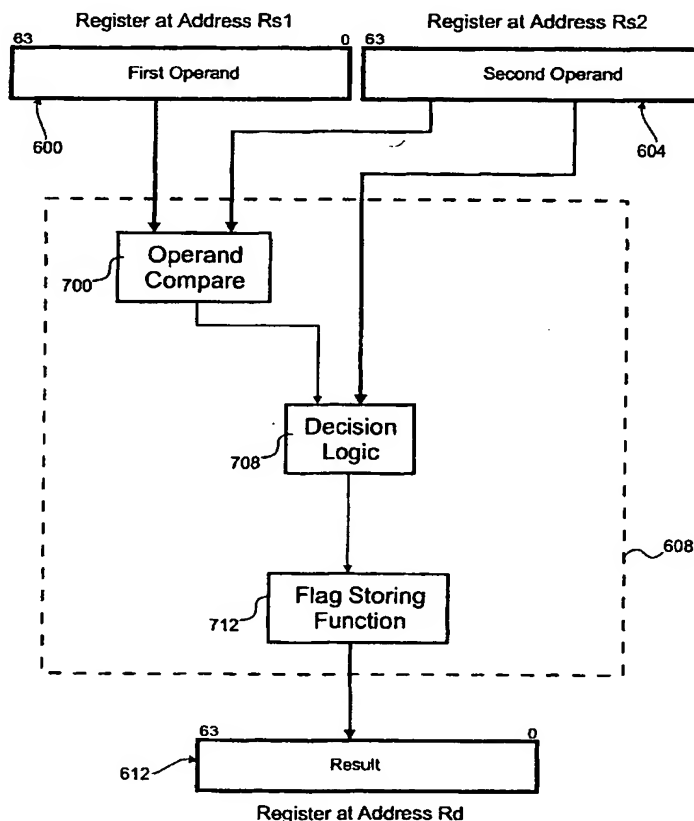 Register at Address Rs1
Register at Address Rs2
63 0
63
First Operand
Second Operand
600
604
Operand
Compare
700
Decision
Logic
708
608
Flag Storing
Function
712
63 0
Result
612
Register at Address Rd